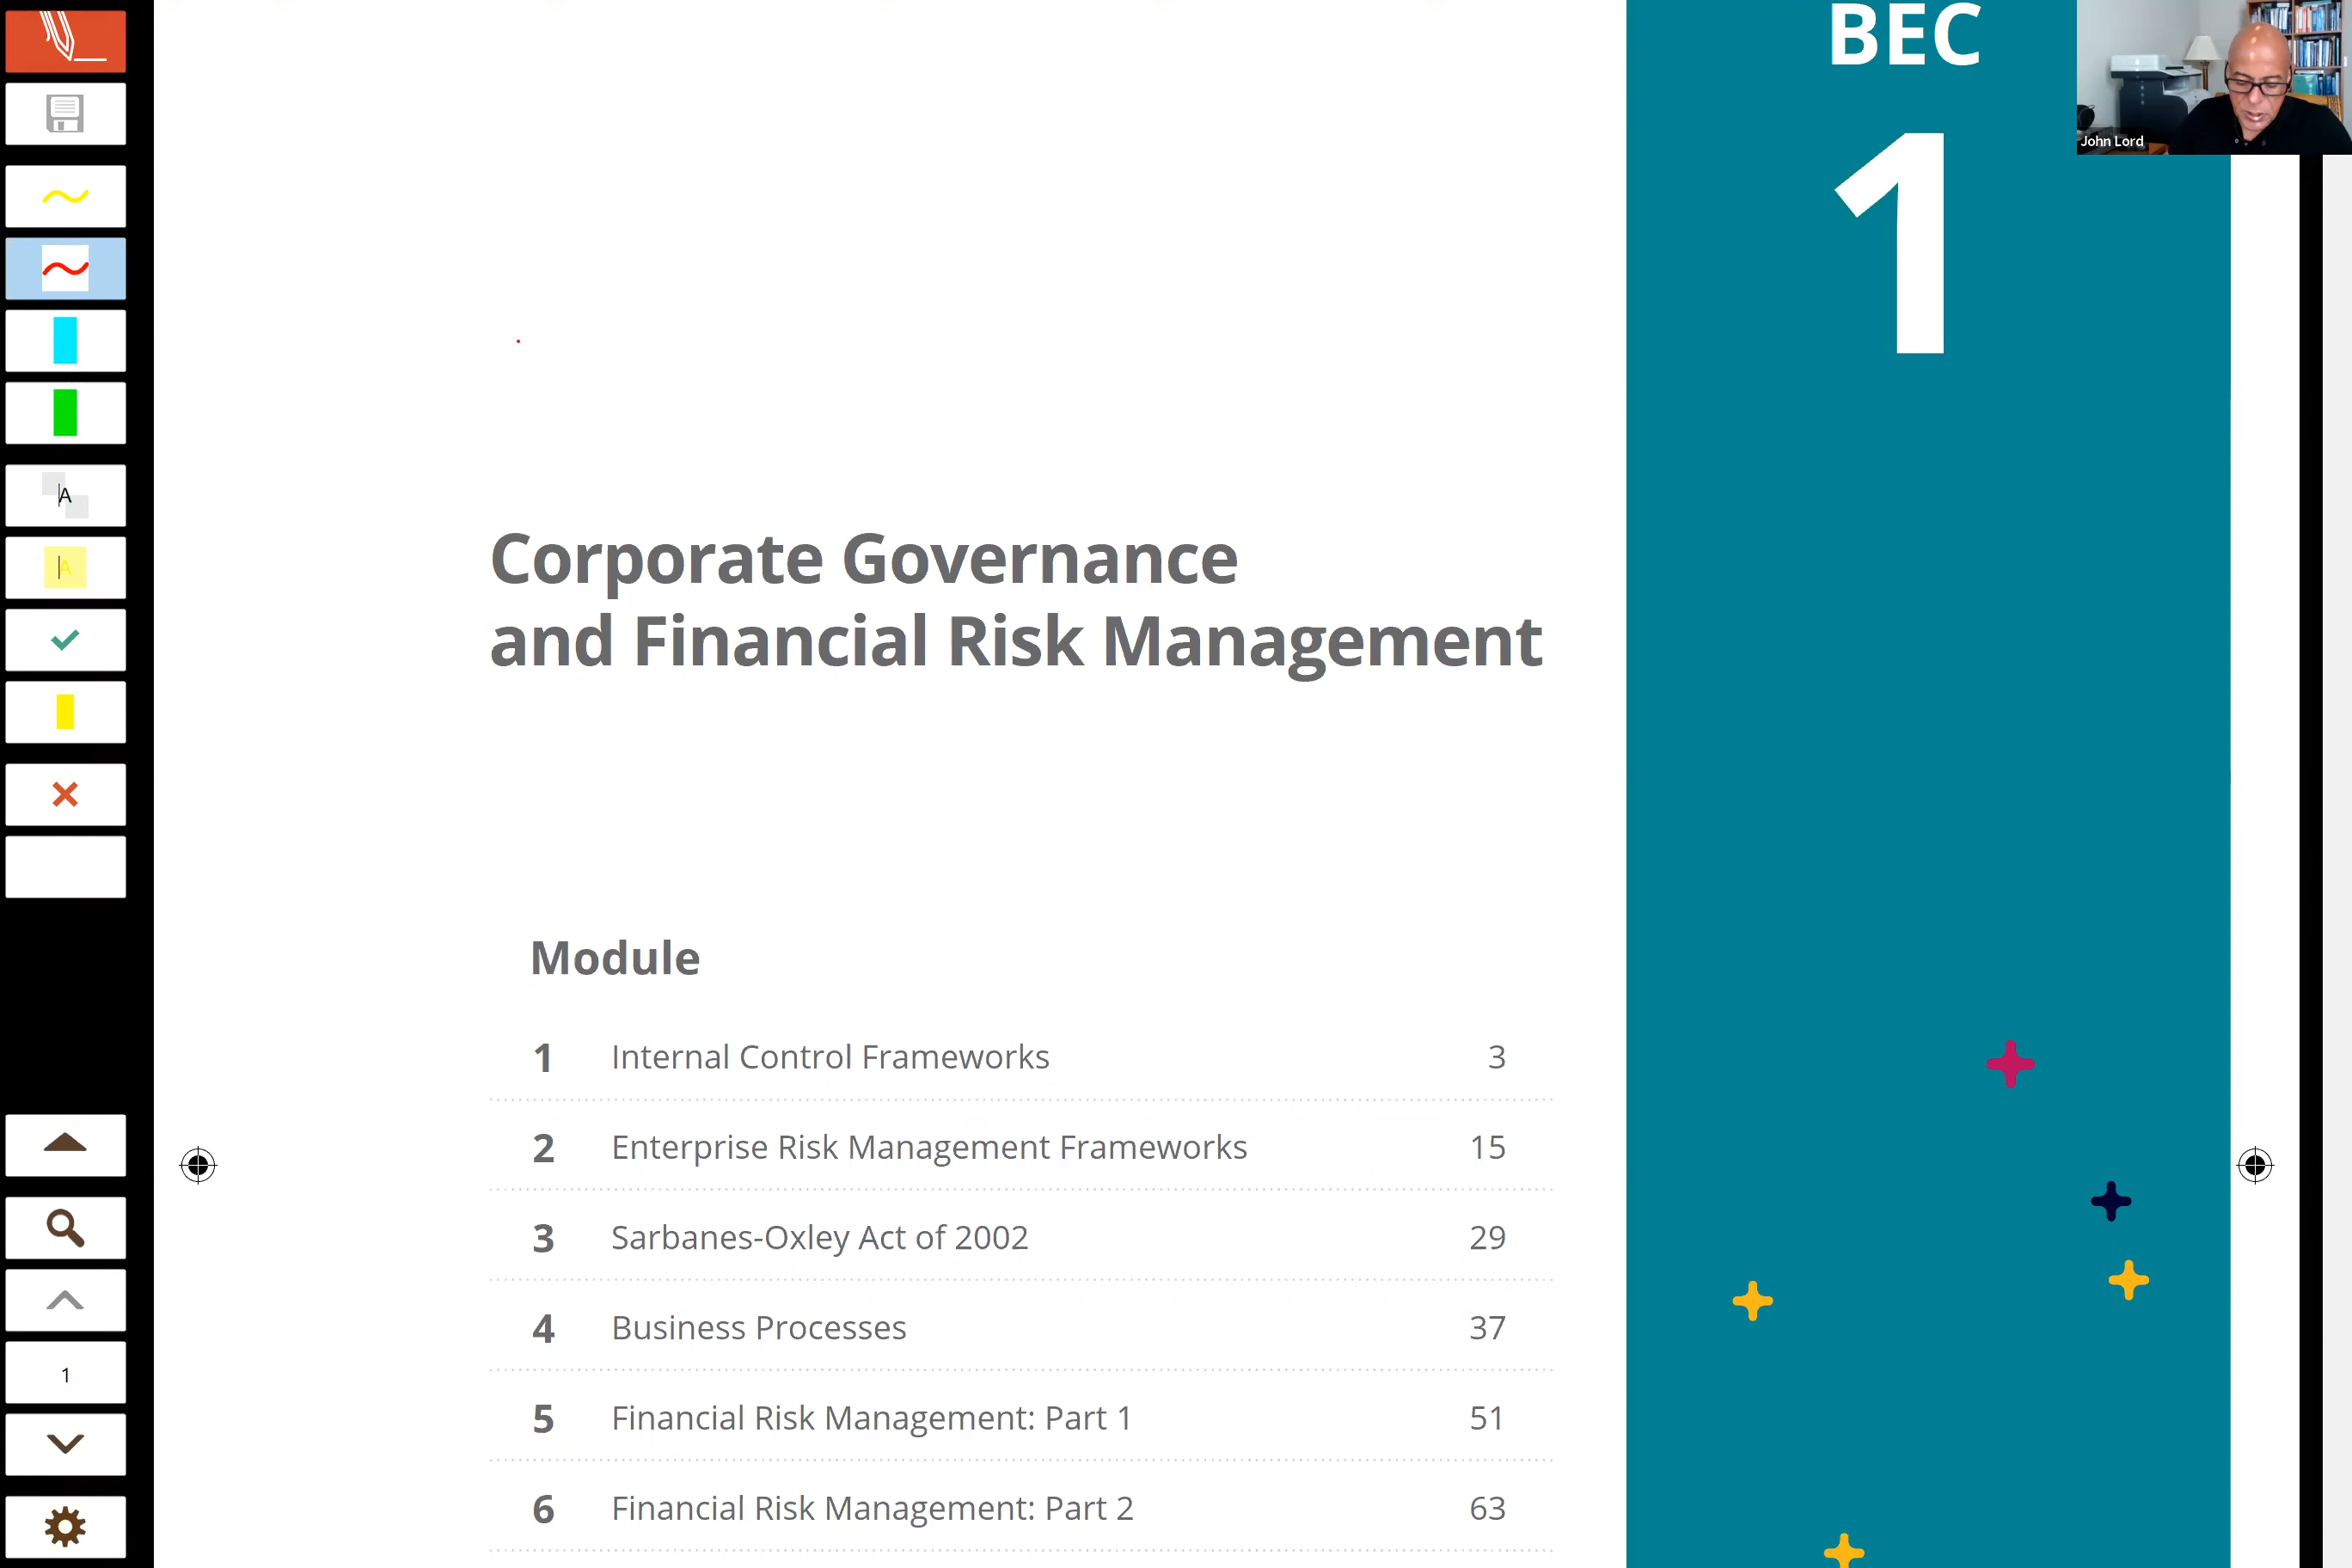 BEC
1
John Lord
A
A
Corporate Governance
and Financial Risk Management
Module
1 Internal Control Frameworks 3
2 Enterprise Risk Management Frameworks 15
3 Sarbanes-Oxley Act of 2002 29
4 Business Processes 37
5 Financial Risk Management: Part 1 51
6 Financial Risk Management: Part 2 63
1